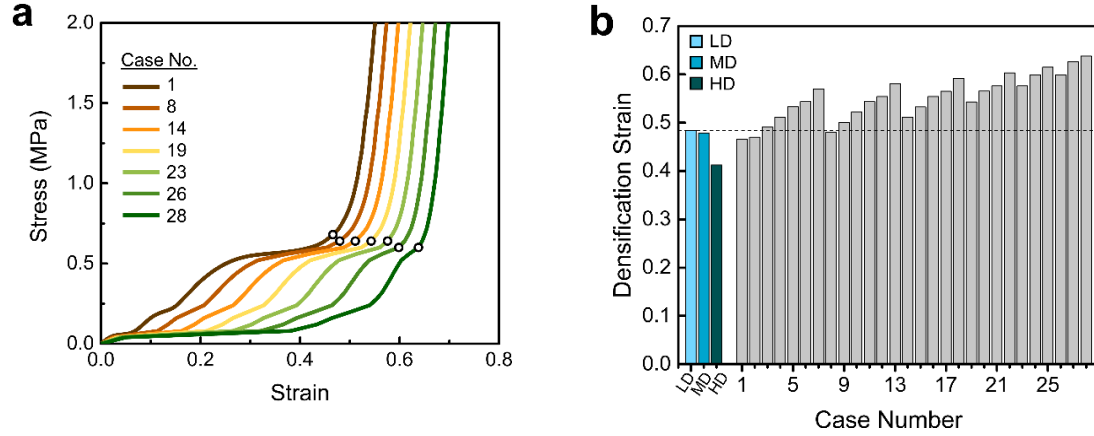 a
2.0
1.5
1.0
0.5
0.0
Stress (MPa)
Case No.
1
8
14
19
23
26
28
0.0 0.2 0.4 0.6 0.8
Strain
b
0.7
0.6
0.5
0.4
0.3
0.2
0.1
0.0
Densification Strain
LD
MD
HD
LD MD HD 1 5 9 13 17 21 25
Case Number